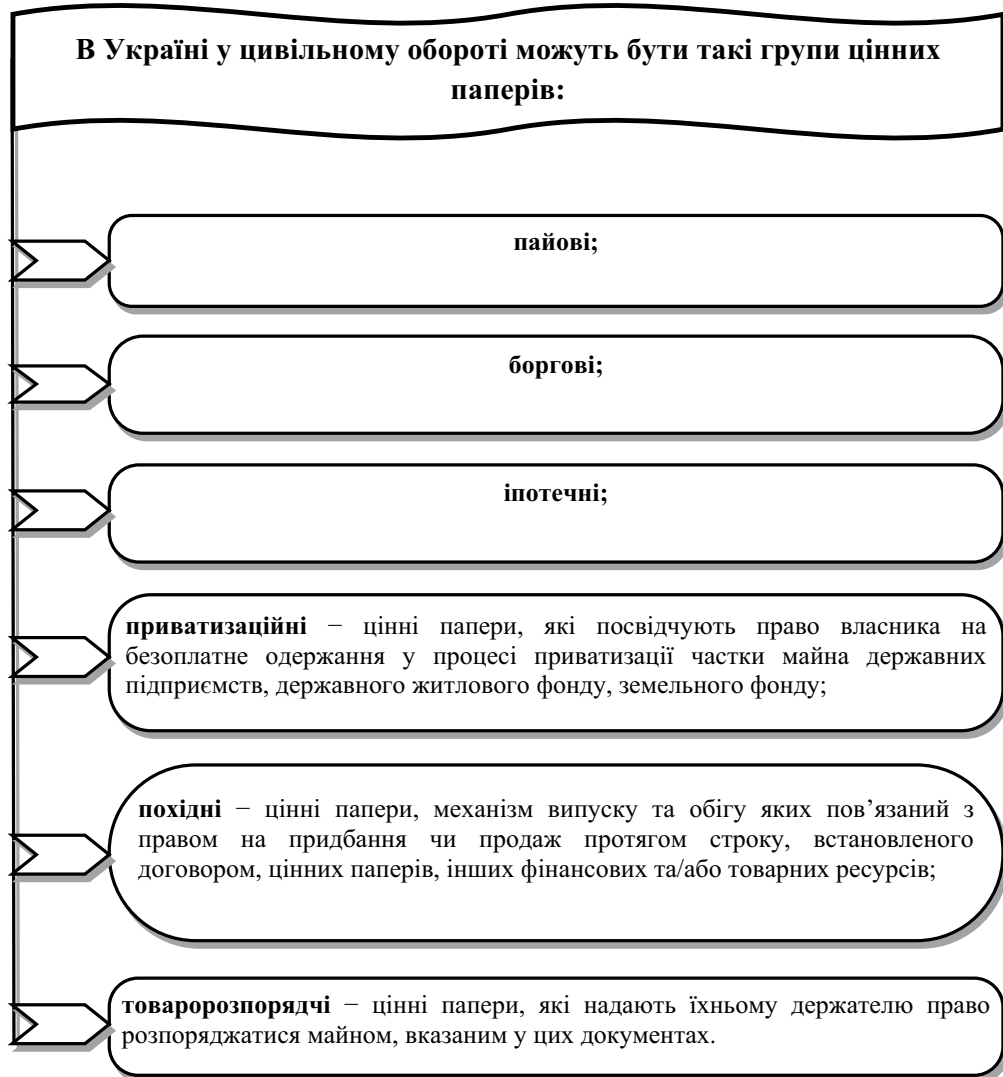 В Україні у цивільному обороті можуть бути такі групи цінних
паперів:
пайові;
боргові;
іпотечні;
приватизаційні − цінні папери, які посвідчують право власника на
безоплатне одержання у процесі приватизації частки майна державних
підприємств, державного житлового фонду, земельного фонду;
похідні − цінні папери, механізм випуску та обігу яких пов’язаний з
правом на придбання чи продаж протягом строку, встановленого
договором, цінних паперів, інших фінансових та/або товарних ресурсів;
товаророзпорядчі − цінні папери, які надають їхньому держателю право
розпоряджатися майном, вказаним у цих документах.